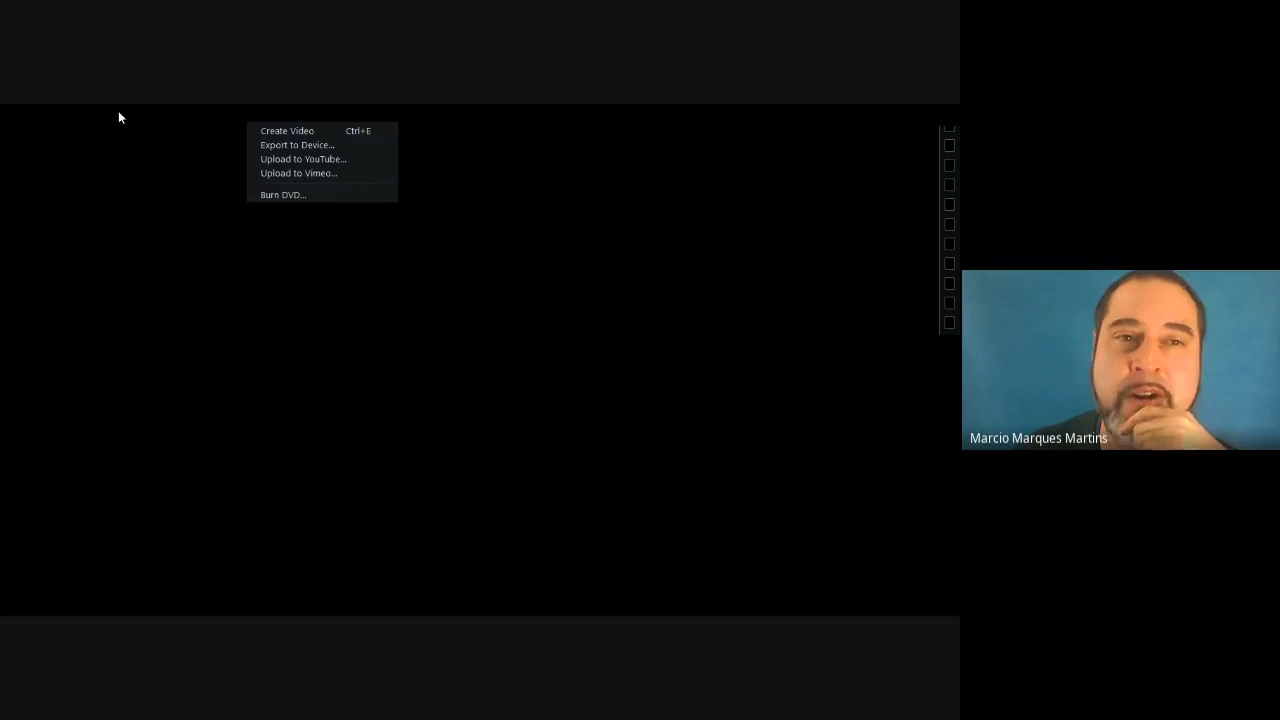 Create Video Ctrl+E
Export to Device...
Upload to YouTube...
Upload to Vimeo...
Burn DVD...
Marcio Marques Martins